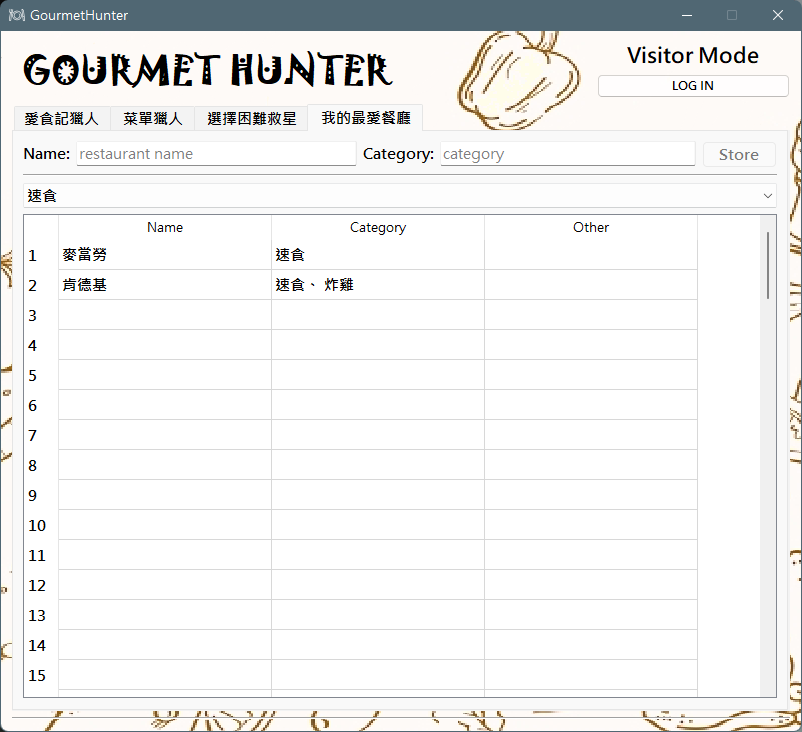 GourmetHunter
GOURMET HUNTER
Visitor Mode
LOG IN
愛食記獵人 菜單獵人 選擇困難救星 我的最愛餐廳
Name: restaurant name Category: category Store
速食
Name Category Other
1 麥當勞 速食
2 肯德基 速食、 炸雞
3
4
5
6
7
8
9
10
11
12
13
14
15